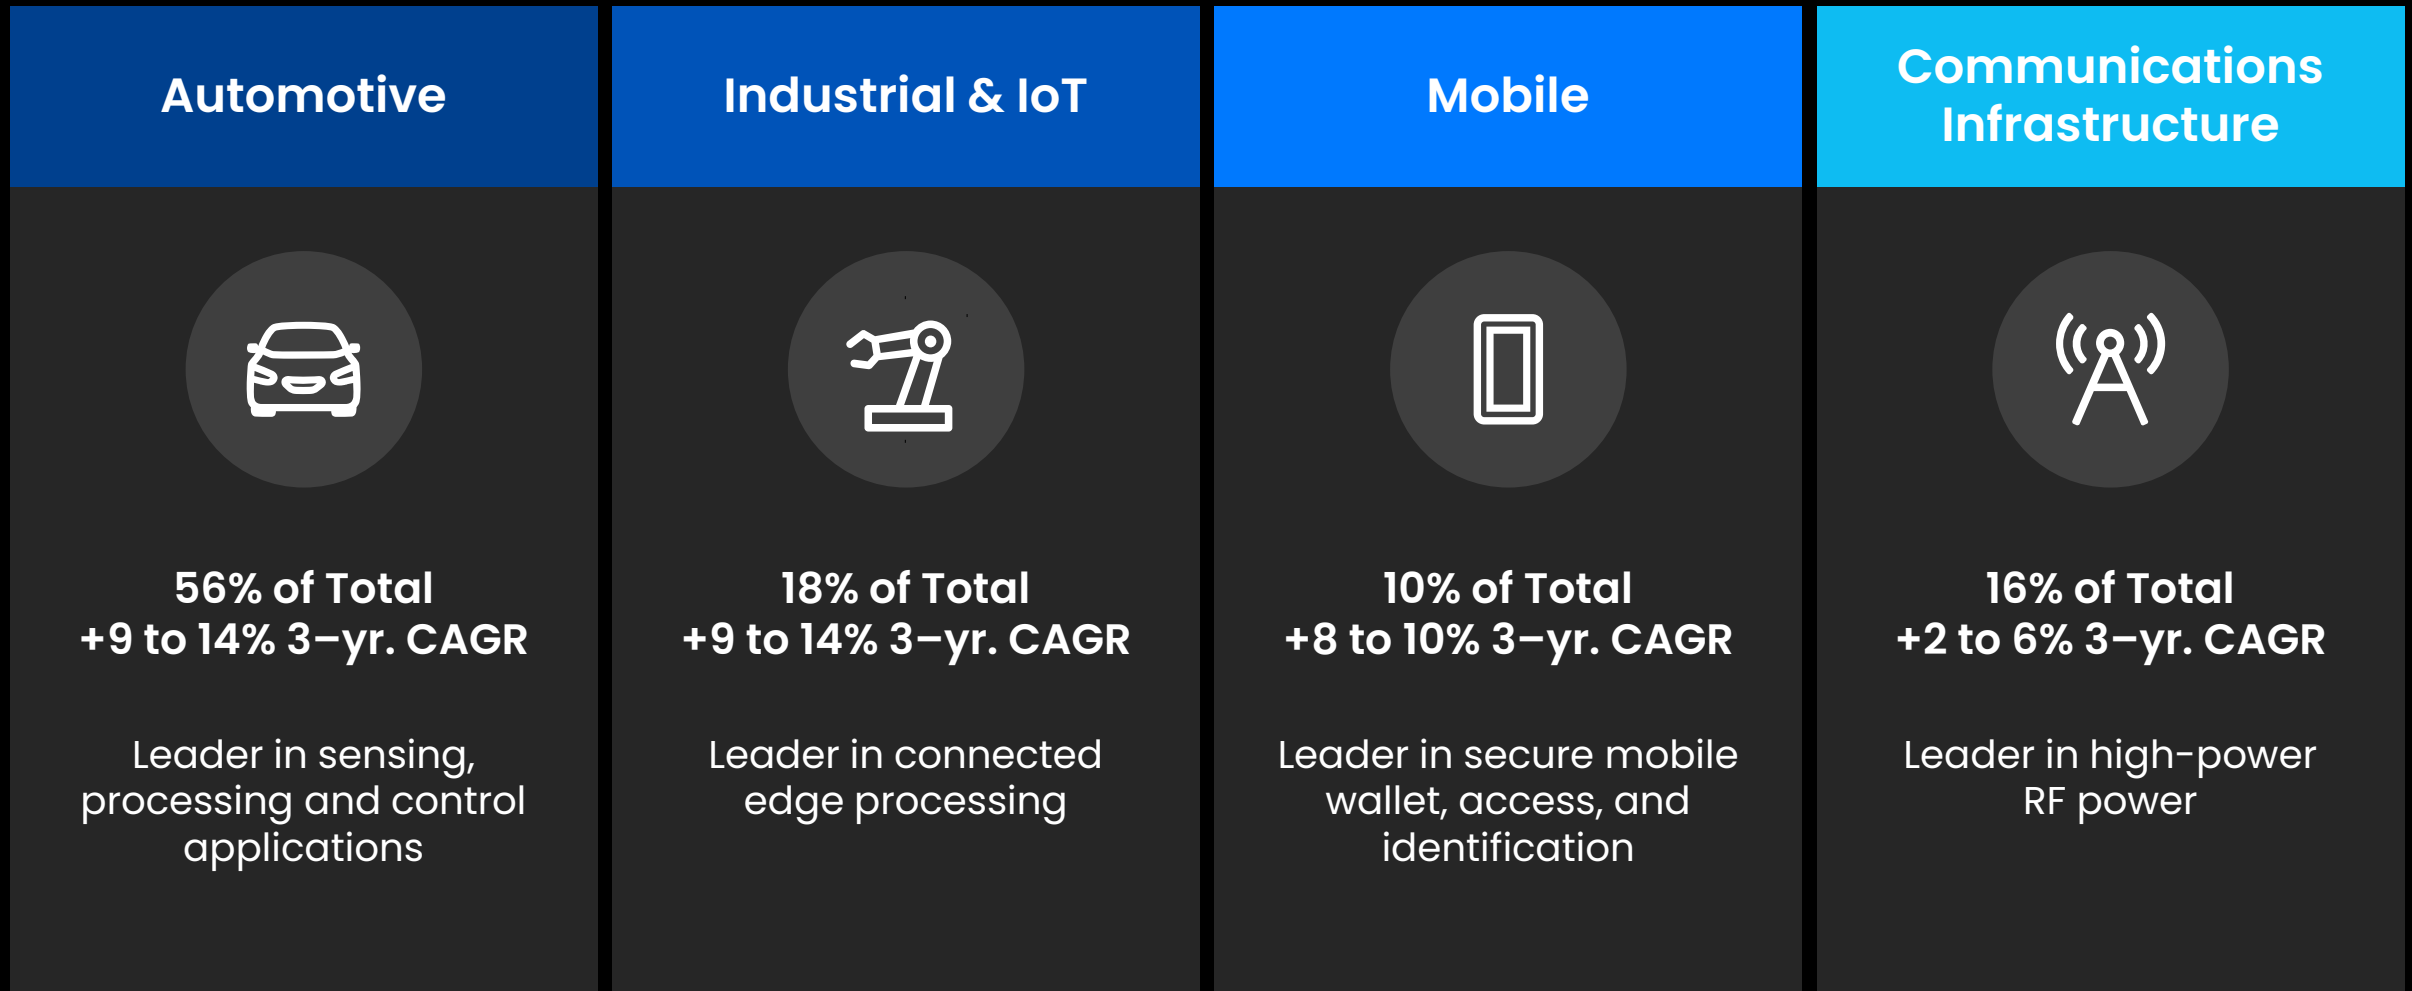 Automotive
56% of Total
+9 to 14% 3–yr. CAGR
Leader in sensing,
processing and control
applications
Industrial & IoT
18% of Total
+9 to 14% 3–yr. CAGR
Leader in connected
edge processing
Mobile
10% of Total
+8 to 10% 3–yr. CAGR
Leader in secure mobile
wallet, access, and
identification
Communications
Infrastructure
16% of Total
+2 to 6% 3–yr. CAGR
Leader in high-power
RF power